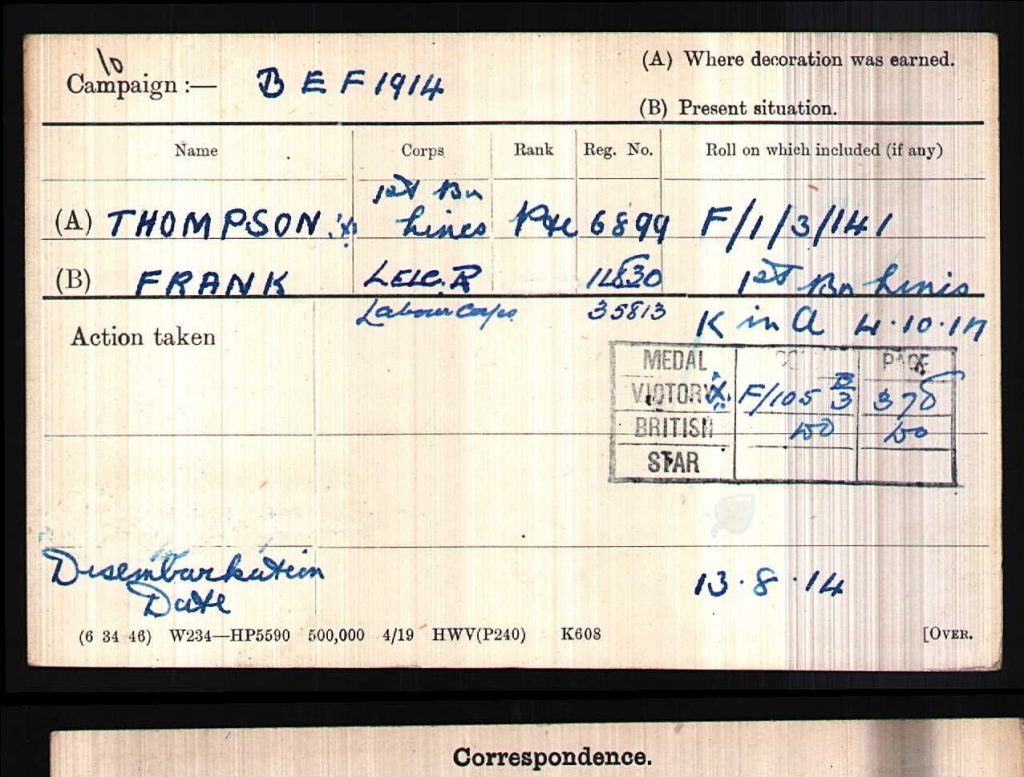 10
Campaign :— B E F 1914
(A) Where decoration was earned.
(B) Present situation.
Name Corps Rank Reg. No. Roll on which included (if any)
1st Bn
(A) THOMPSON X Lincs Pte 6899 F/1/3/141
(B) FRANK LEIC. R 11830 1st Bn Lincs
Labour Corps 35813 K in A 4.10.17
Action taken
MEDAL PAGE
VICTORY X F/105 B3 378
BRITISH do do
STAR
Disembarkation 13.8.14
Date
(6 34 46) W234—HP5590 500,000 4/19 HWV(P240) K608 [OVER.
Correspondence.